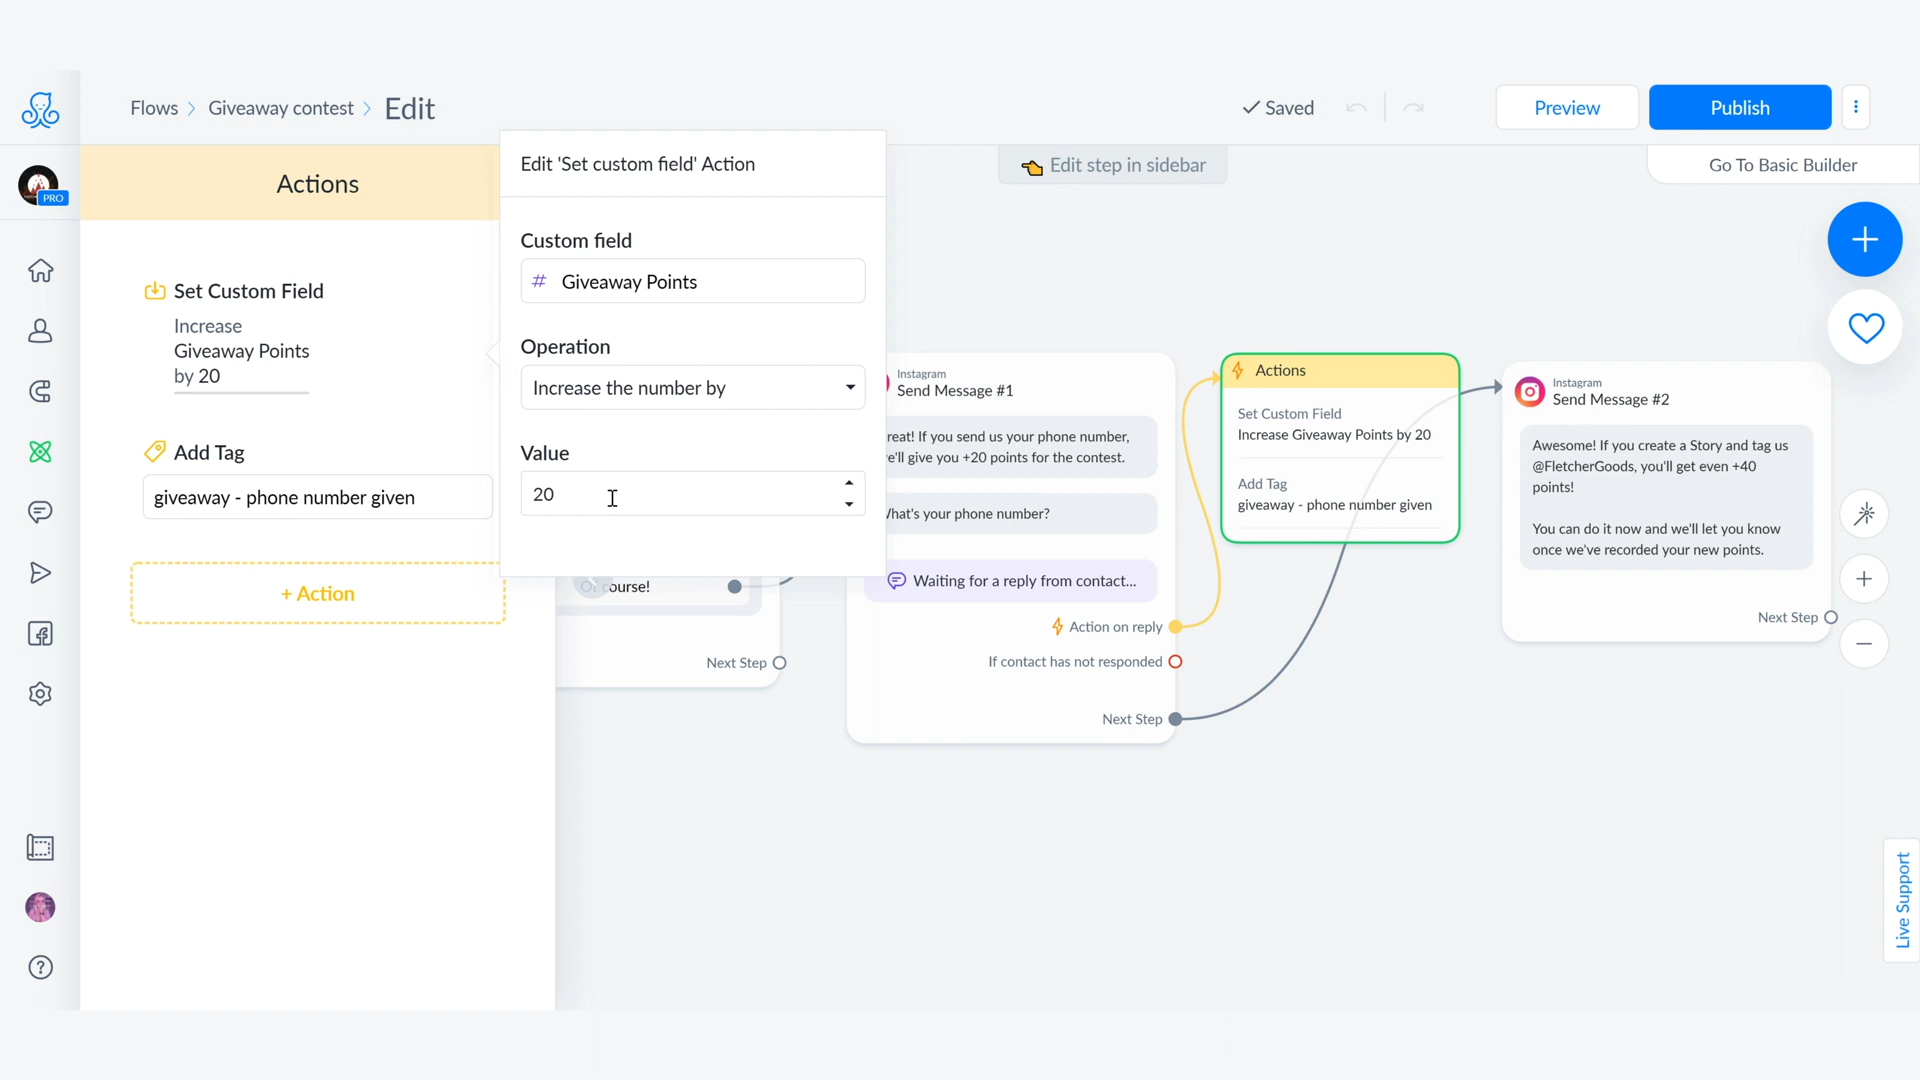 Flows > Giveaway contest > Edit
Saved
Preview
Publish
PRO
Actions
Edit 'Set custom field' Action
Edit step in sidebar
Go To Basic Builder
Set Custom Field
Increase
Giveaway Points
by 20
Add Tag
giveaway - phone number given
+ Action
Custom field
# Giveaway Points
Operation
Increase the number by
Value
20
course!
Next Step
Instagram
Send Message #1
reat! If you send us your phone number,
e'll give you +20 points for the contest.
hat's your phone number?
Waiting for a reply from contact...
Action on reply
If contact has not responded
Next Step
Actions
Set Custom Field
Increase Giveaway Points by 20
Add Tag
giveaway - phone number given
Instagram
Send Message #2
Awesome! If you create a Story and tag us
@FletcherGoods, you'll get even +40
points!
You can do it now and we'll let you know
once we've recorded your new points.
Next Step
Live Support